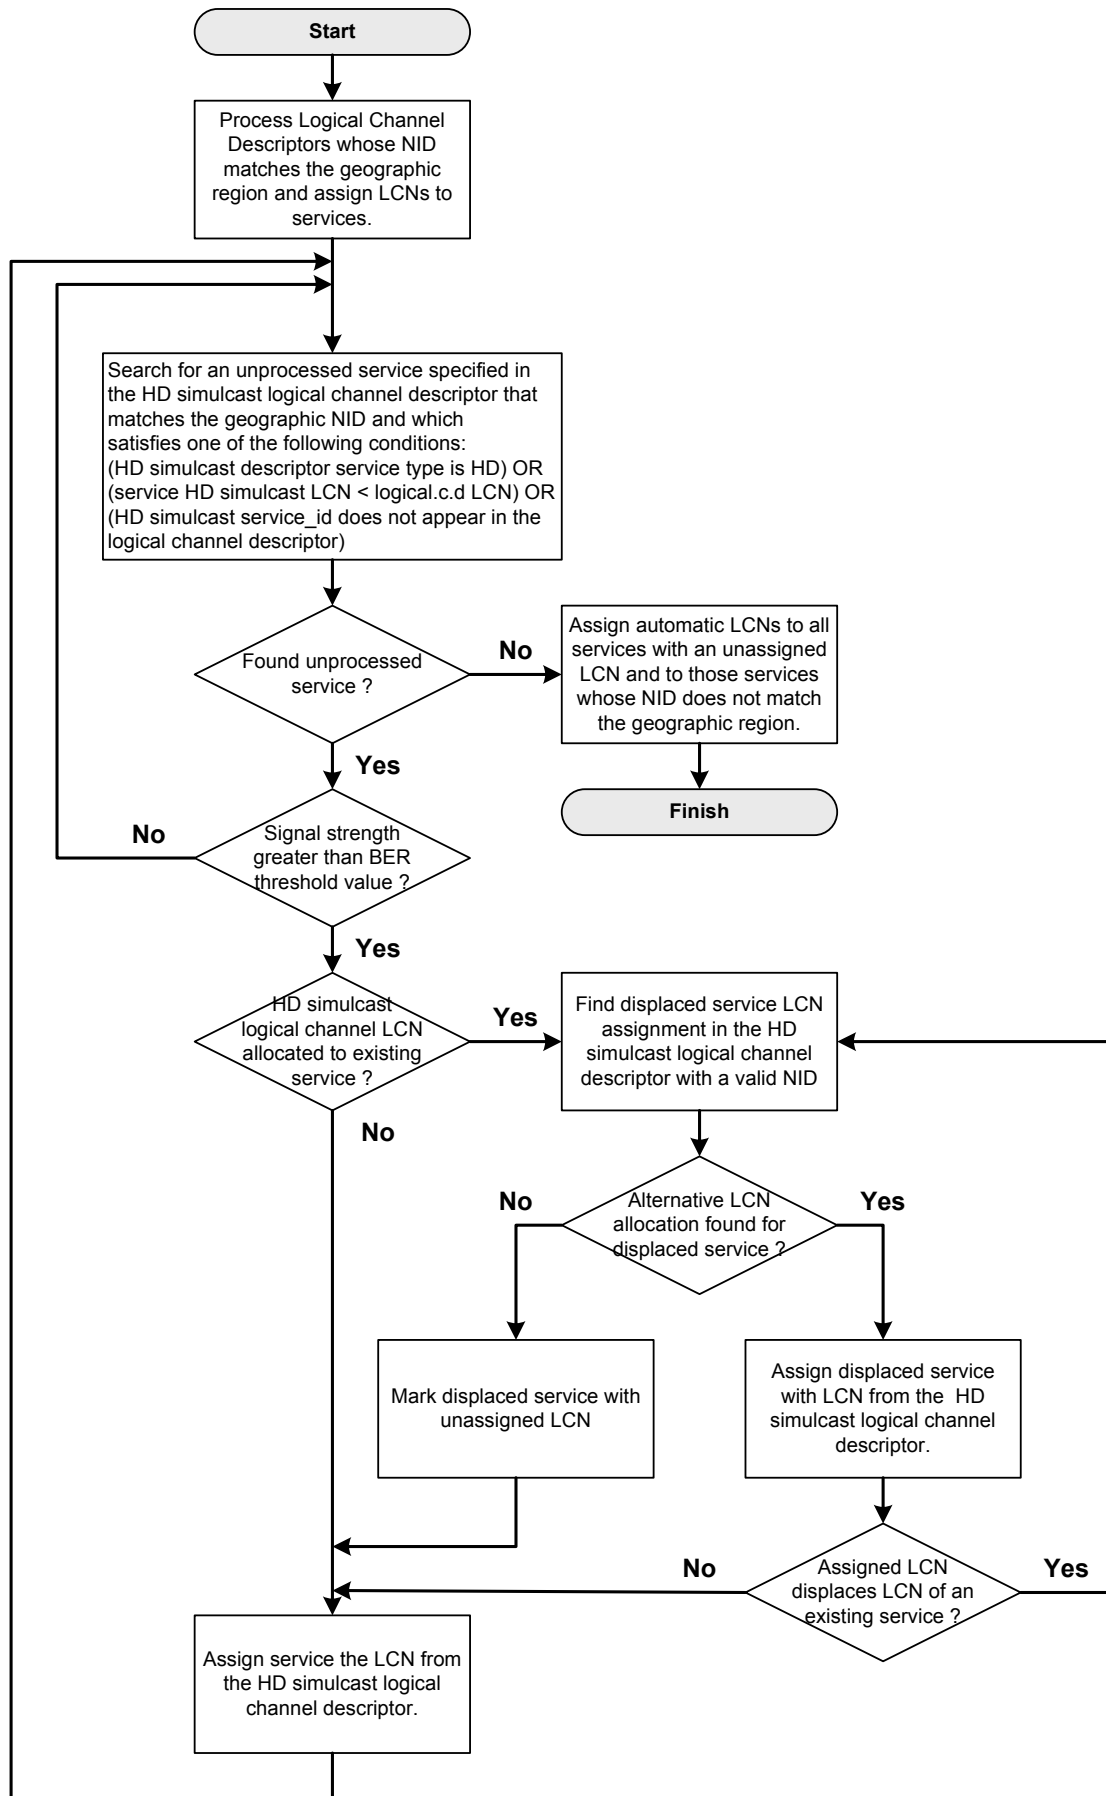 Start
Process Logical Channel
Descriptors whose NID
matches the geographic
region and assign LCNs to
services.
Search for an unprocessed service specified in
the HD simulcast logical channel descriptor that
matches the geographic NID and which
satisfies one of the following conditions:
(HD simulcast descriptor service type is HD) OR
(service HD simulcast LCN < logical.c.d LCN) OR
(HD simulcast service_id does not appear in the
logical channel descriptor)
Found unprocessed
service ?
No
Assign automatic LCNs to all
services with an unassigned
LCN and to those services
whose NID does not match
the geographic region.
Yes
Finish
No
Signal strength
greater than BER
threshold value ?
Yes
HD simulcast
logical channel LCN
allocated to existing
service ?
Yes
Find displaced service LCN
assignment in the HD
simulcast logical channel
descriptor with a valid NID
No
No
Alternative LCN
allocation found for
displaced service ?
Yes
Mark displaced service with
unassigned LCN
Assign displaced service
with LCN from the  HD
simulcast logical channel
descriptor.
No
Assigned LCN
displaces LCN of an
existing service ?
Yes
Assign service the LCN from
the HD simulcast logical
channel descriptor.